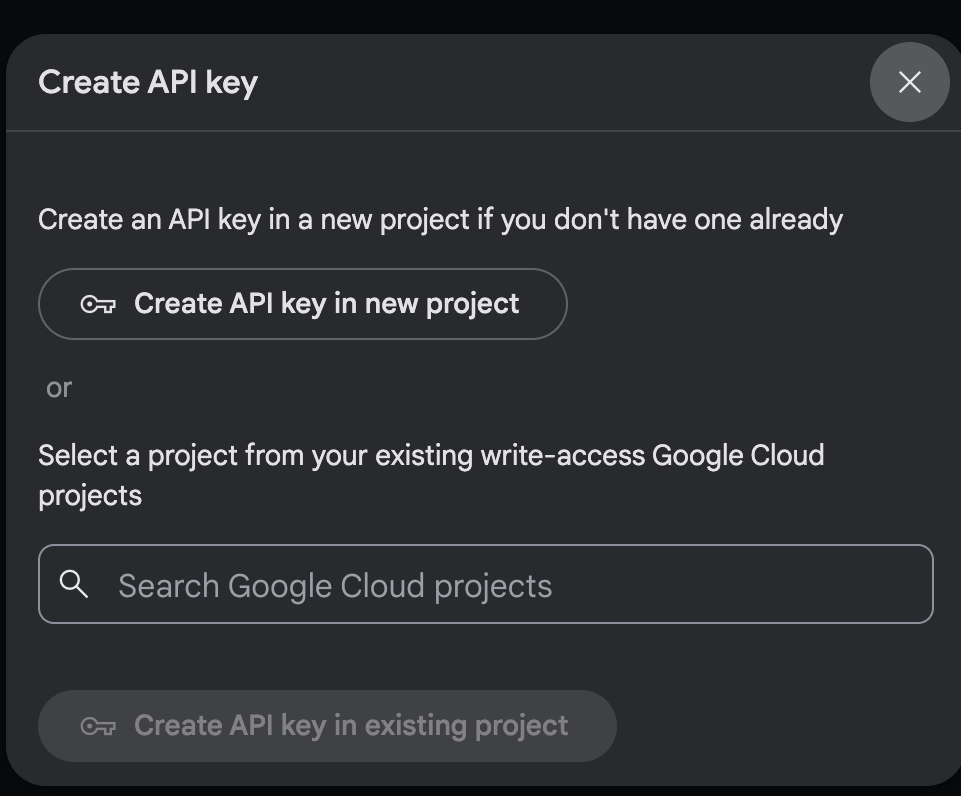 Create API key
Create an API key in a new project if you don't have one already
Create API key in new project
or
Select a project from your existing write-access Google Cloud
projects
Search Google Cloud projects
Create API key in existing project